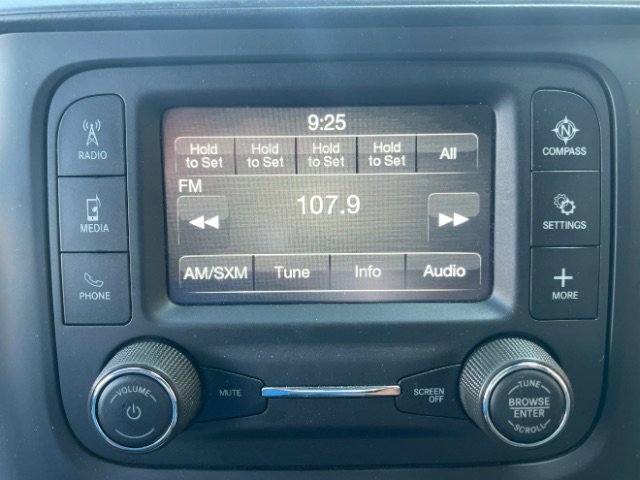 9:25
Hold to Set
Hold to Set
Hold to Set
Hold to Set
All
FM
107.9
AM/SXM
Tune
Info
Audio
RADIO
MEDIA
PHONE
N
COMPASS
SETTINGS
MORE
VOLUME
MUTE
SCREEN OFF
TUNE
BROWSE
ENTER
SCROLL